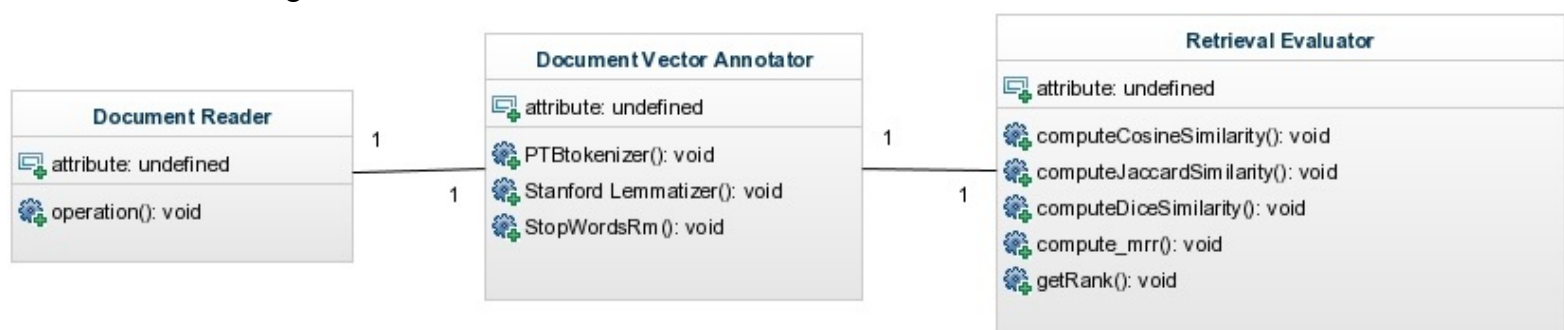 Document Reader
attribute: undefined
operation(): void
1
1
Document Vector Annotator
attribute: undefined
PTBtokenizer(): void
Stanford Lemmatizer(): void
StopWordsRm(): void
1
1
Retrieval Evaluator
attribute: undefined
computeCosineSimilarity(): void
computeJaccardSimilarity(): void
computeDiceSimilarity(): void
compute_mrr(): void
getRank(): void